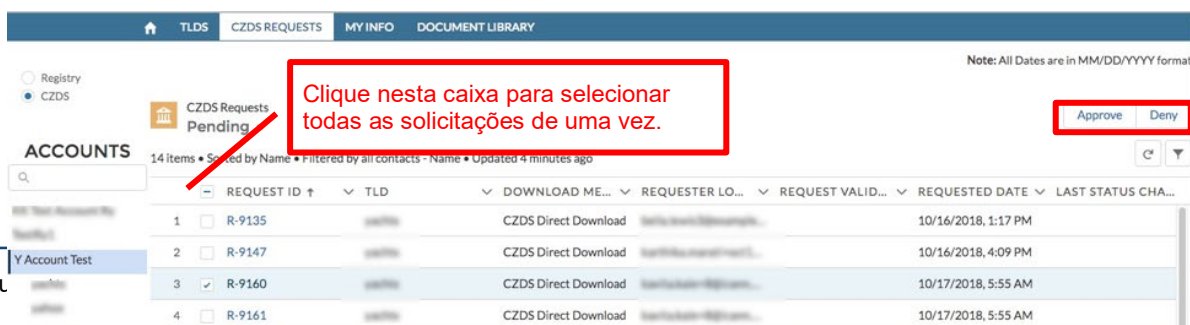 TLDS CZDS REQUESTS MY INFO DOCUMENT LIBRARY
Note: All Dates are in MM/DD/YYYY format
Registry
CZDS
ACCOUNTS
Y Account Test
CZDS Requests
Pending
Clique nesta caixa para selecionar
todas as solicitações de uma vez.
Approve Deny
14 items • Sorted by Name • Filtered by all contacts - Name • Updated 4 minutes ago
REQUEST ID ↑ TLD DOWNLOAD ME... REQUESTER LO... REQUEST VALID... REQUESTED DATE LAST STATUS CHA...
1 R-9135 CZDS Direct Download 10/16/2018, 1:17 PM
2 R-9147 CZDS Direct Download 10/16/2018, 4:09 PM
3 R-9160 CZDS Direct Download 10/17/2018, 5:55 AM
4 R-9161 CZDS Direct Download 10/17/2018, 5:55 AM